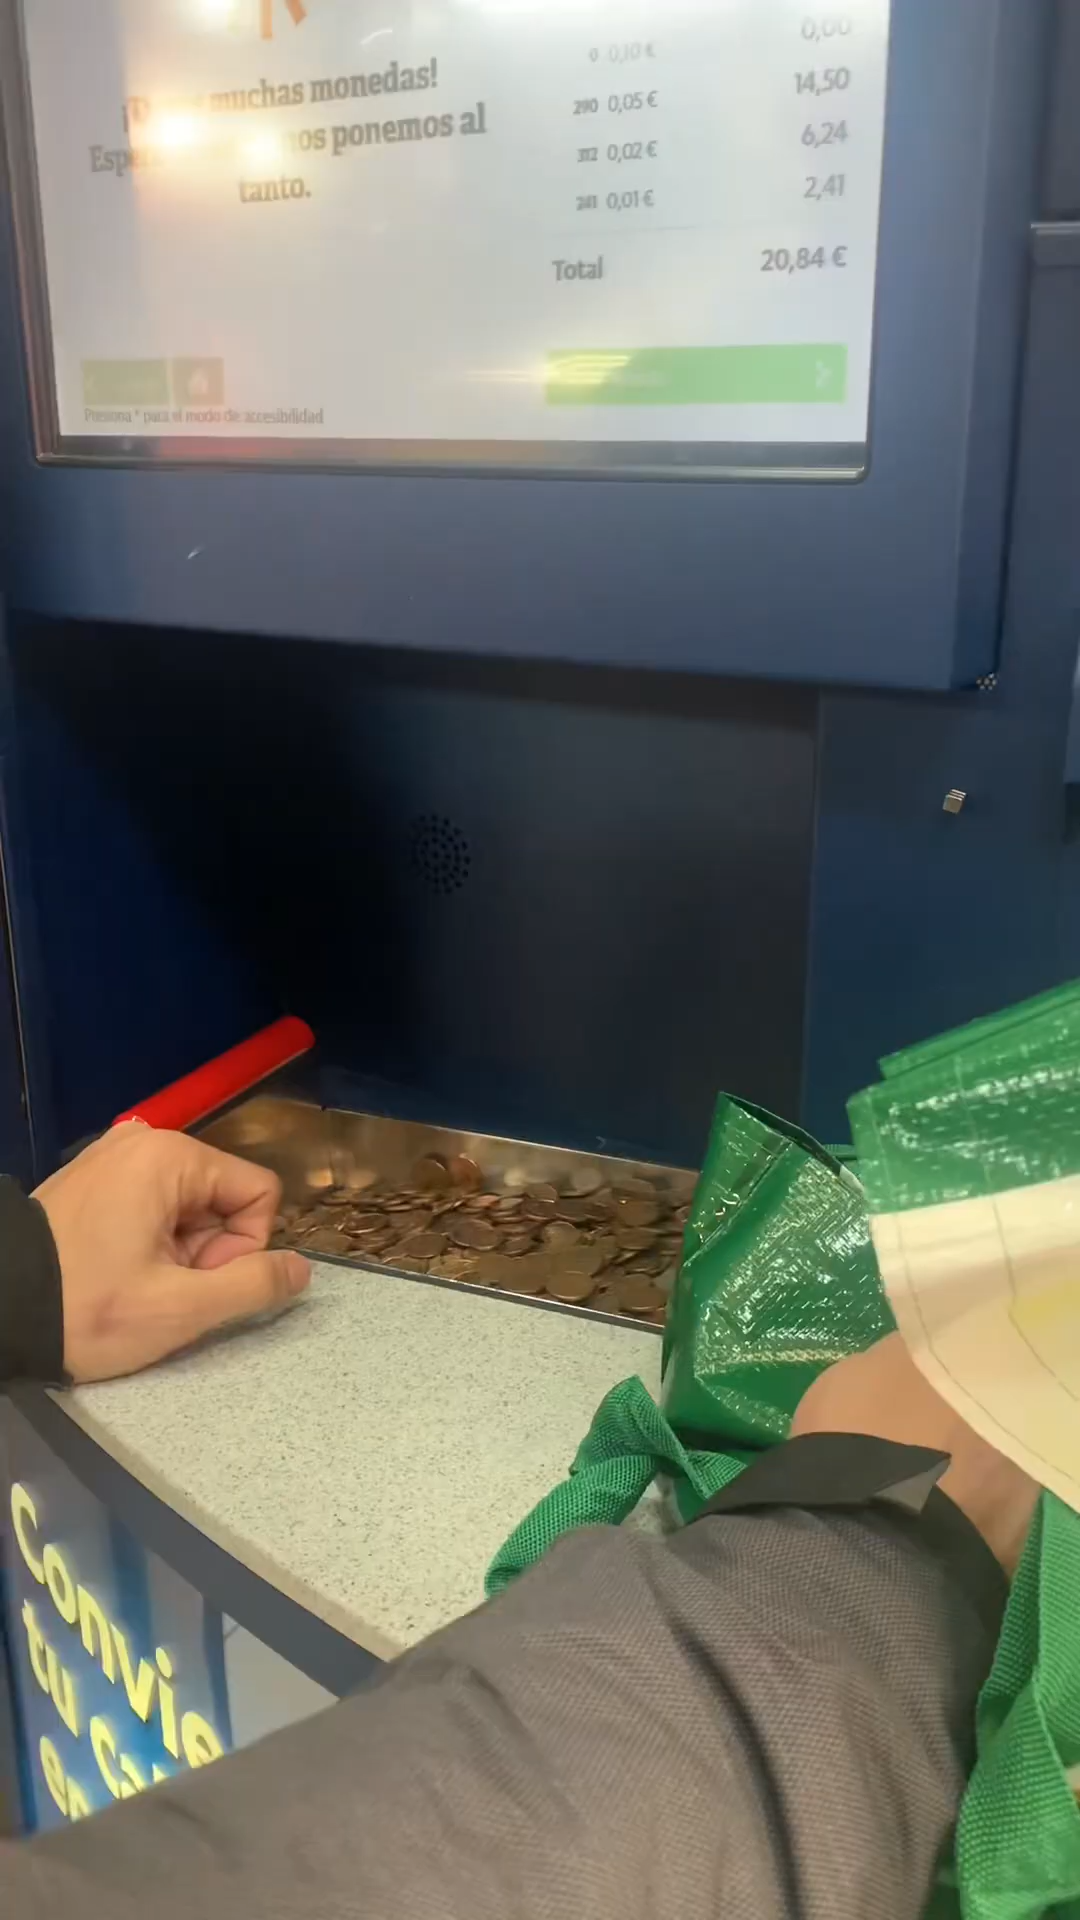 muchas monedas!
nos ponemos al
tanto.
0 0,10 € 0,00
290 0,05 € 14,50
312 0,02 € 6,24
241 0,01 € 2,41
Total 20,84 €
Presiona * para el modo de accesibilidad
Convie
tu